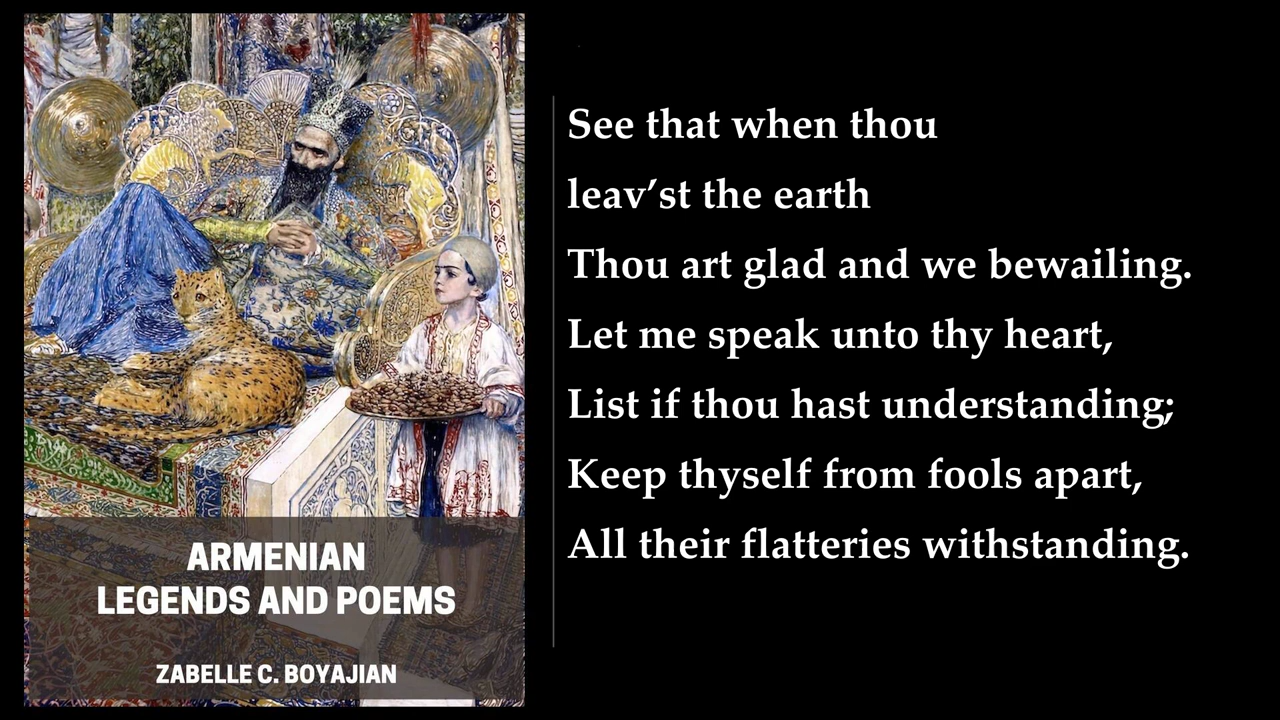 ARMENIAN
LEGENDS AND POEMS
ZABELLE C. BOYAJIAN
See that when thou
leav’st the earth
Thou art glad and we bewailing.
Let me speak unto thy heart,
List if thou hast understanding;
Keep thyself from fools apart,
All their flatteries withstanding.